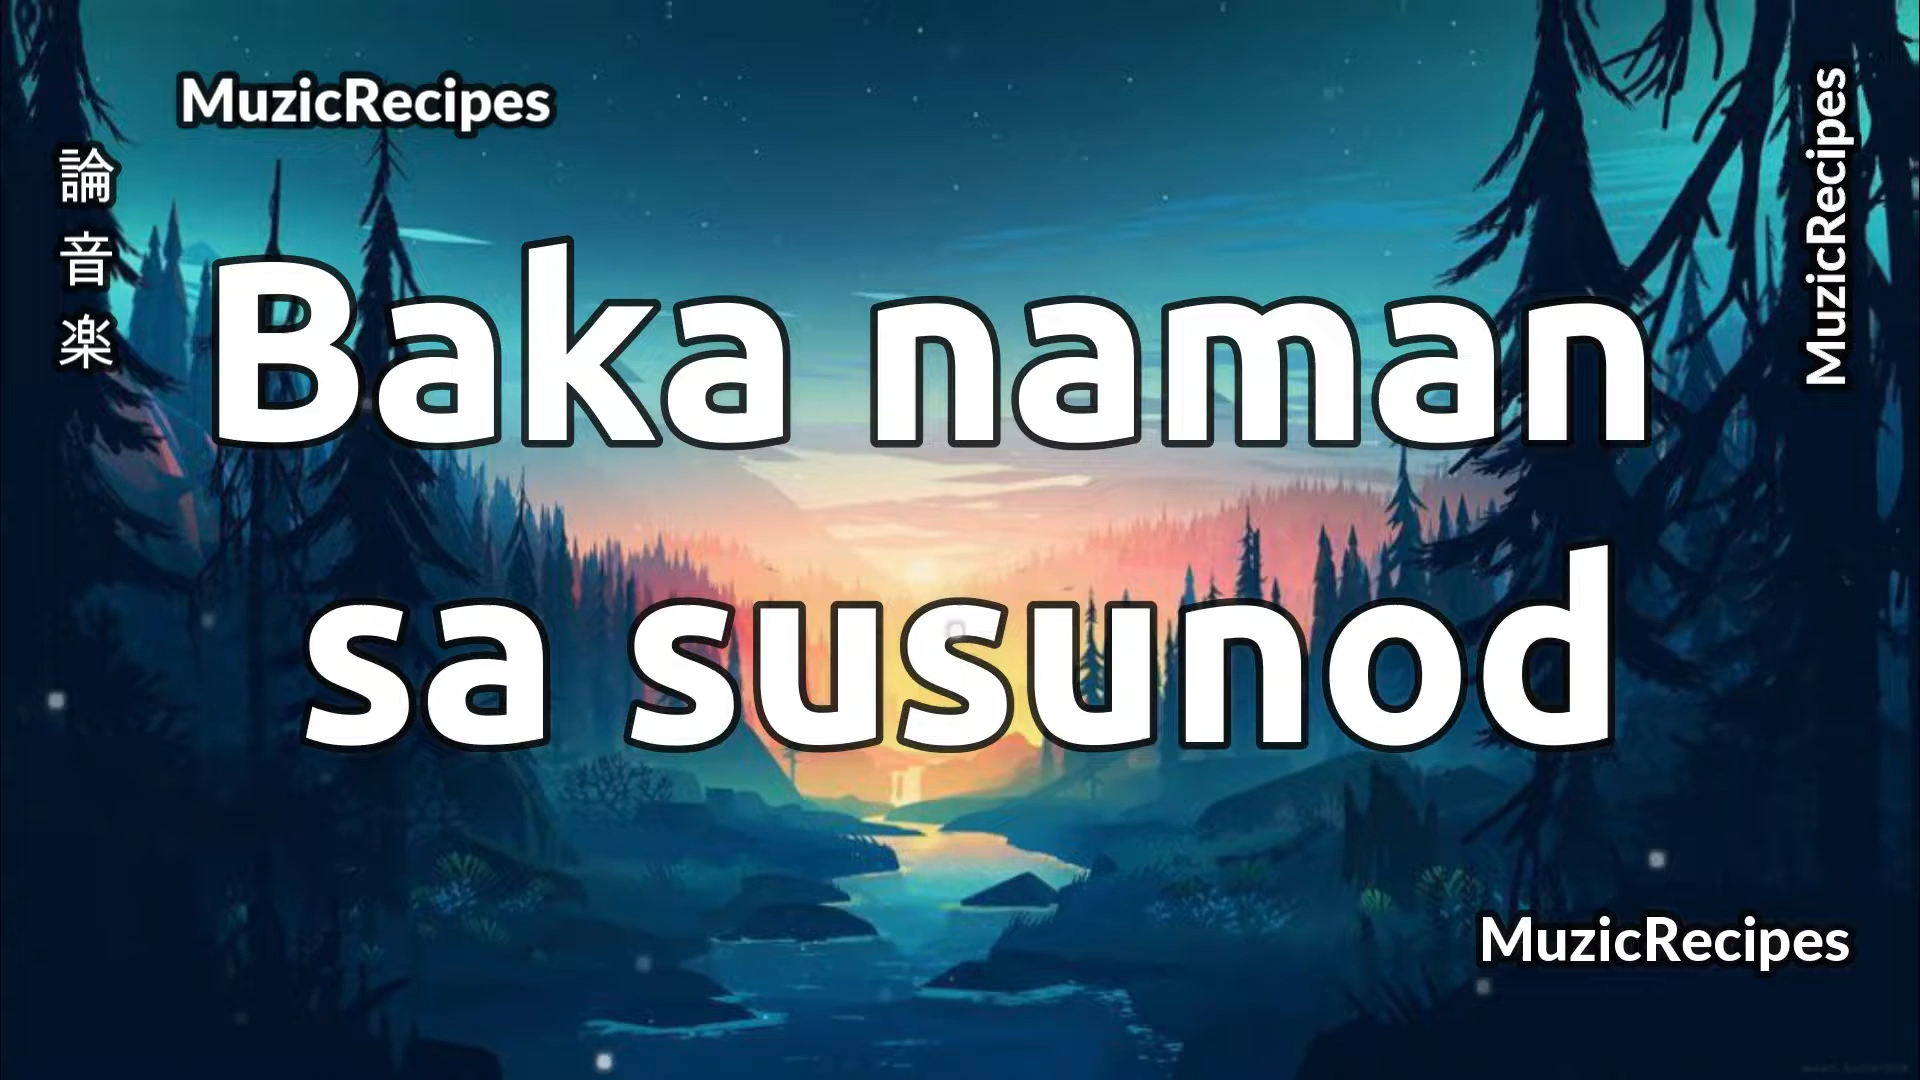 MuzicRecipes
論
音
楽
MuzicRecipes
Baka naman
sa susunod
MuzicRecipes